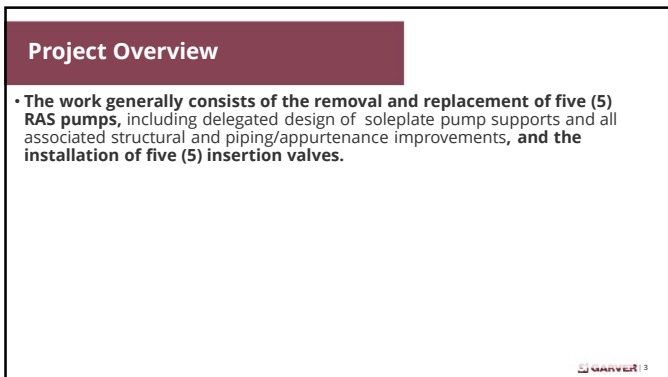 Project Overview
• The work generally consists of the removal and replacement of five (5)
RAS pumps, including delegated design of soleplate pump supports and all
associated structural and piping/appurtenance improvements, and the
installation of five (5) insertion valves.
GARVER | 3